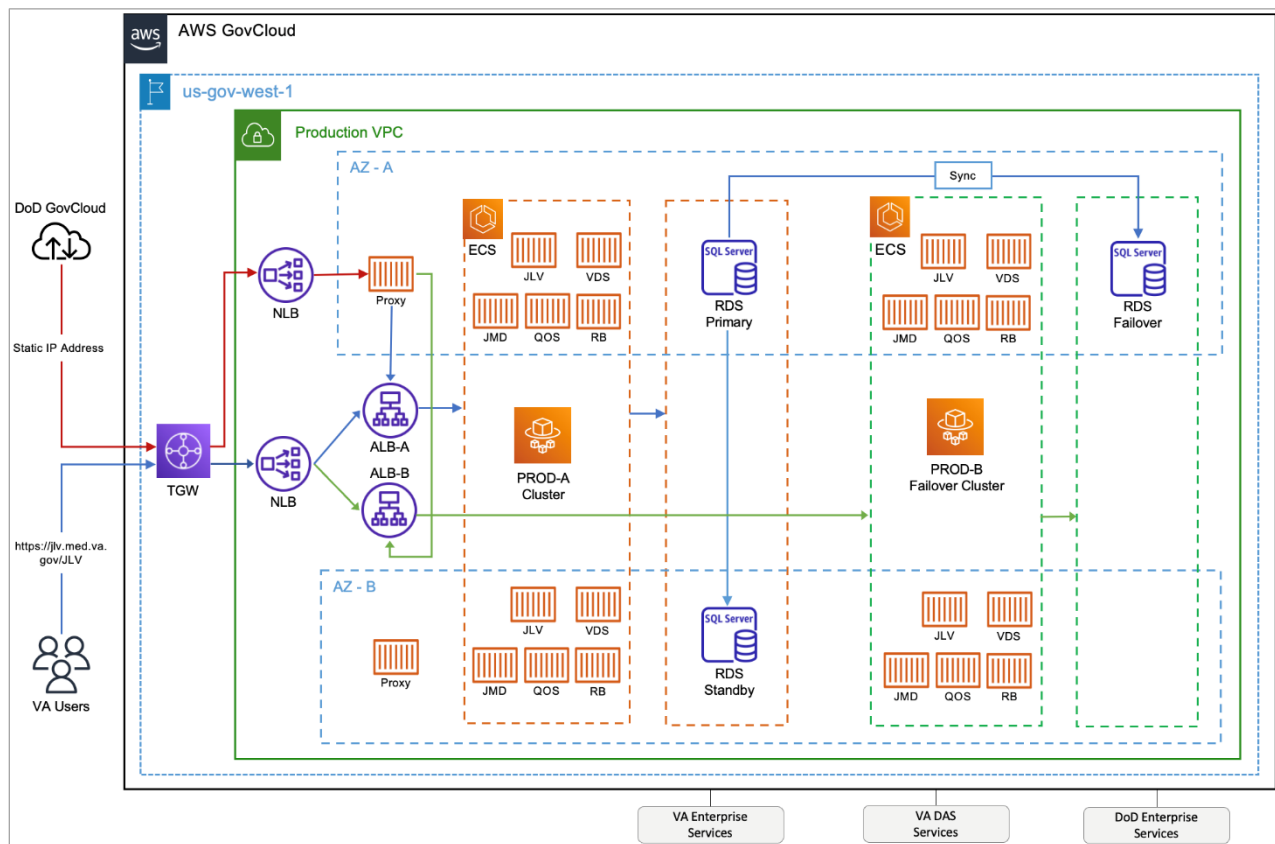 aws
AWS GovCloud
us-gov-west-1
Production VPC
AZ - A
Sync
DoD GovCloud
ECS
JLV
VDS
JMD
QOS
RB
SQL Server
RDS
Primary
ECS
JLV
VDS
JMD
QOS
RB
SQL Server
RDS
Failover
NLB
Proxy
Static IP Address
ALB-A
ALB-B
TGW
NLB
PROD-A
Cluster
PROD-B
Failover Cluster
https://jlv.med.va.
gov/JLV
AZ - B
VA Users
Proxy
JLV
VDS
JMD
QOS
RB
SQL Server
RDS
Standby
JLV
VDS
JMD
QOS
RB
VA Enterprise
Services
VA DAS
Services
DoD Enterprise
Services